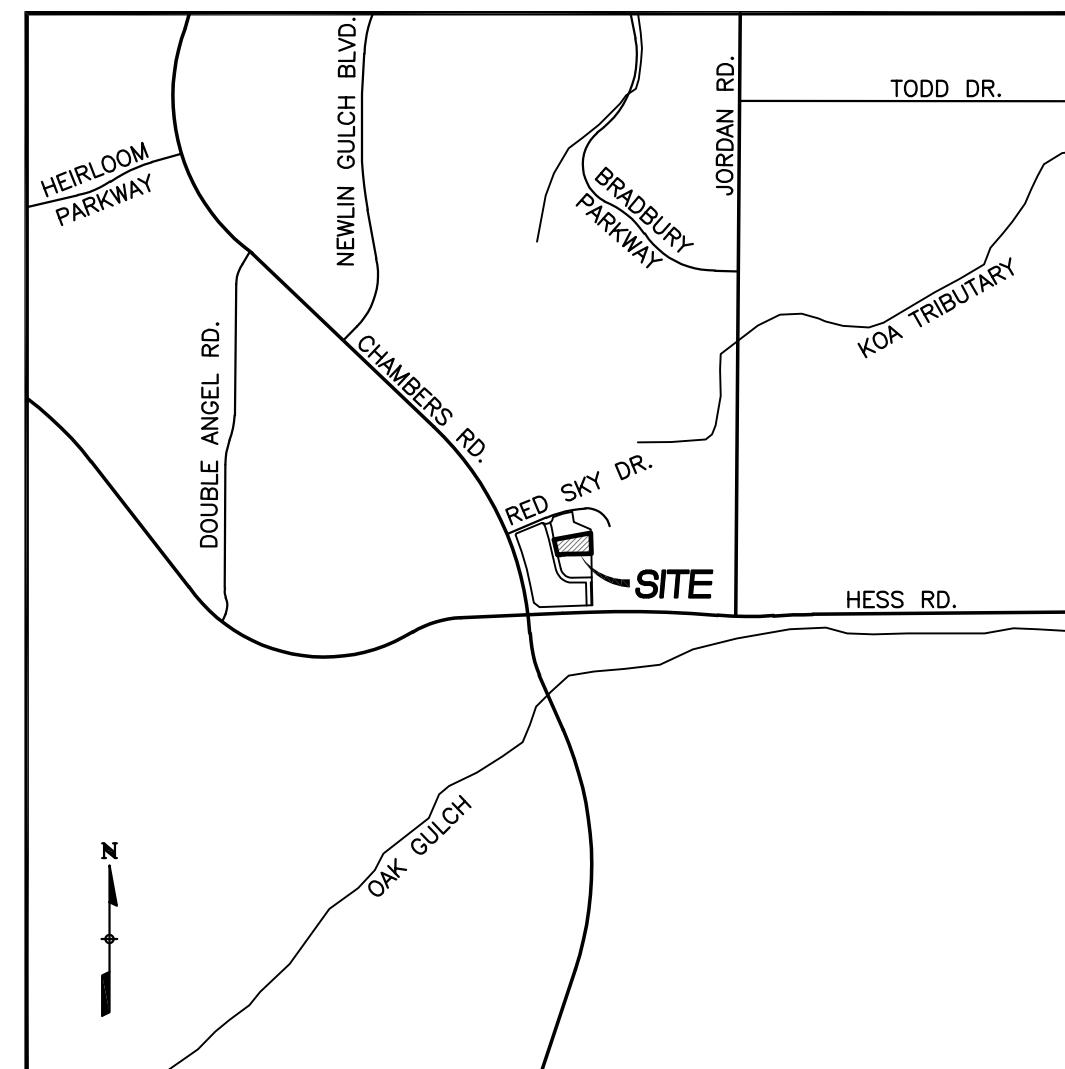 NEWLIN GULCH BLVD.
JORDAN RD.
TODD DR.
HEIRLOOM
PARKWAY
BRADBURY
PARKWAY
KOA TRIBUTARY
DOUBLE ANGEL RD.
CHAMBERS RD.
RED SKY DR.
SITE
HESS RD.
OAK GULCH
N